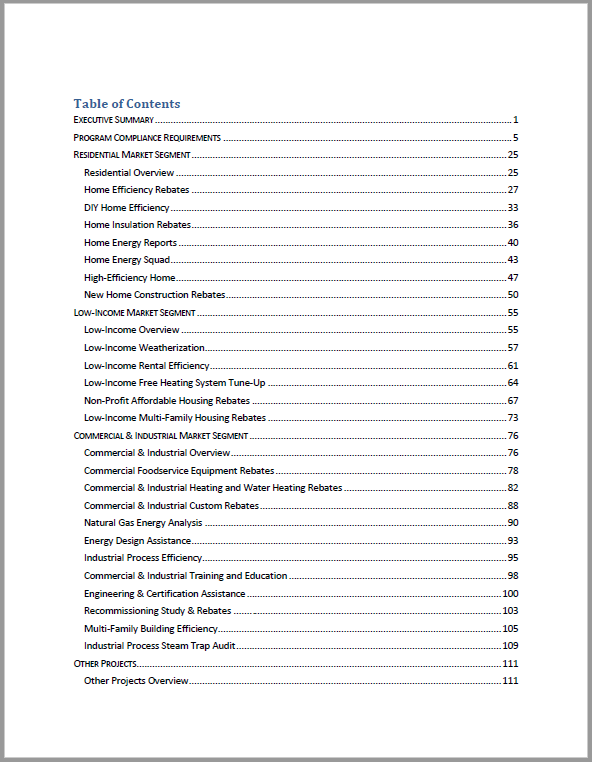 Table of Contents
EXECUTIVE SUMMARY 1
PROGRAM COMPLIANCE REQUIREMENTS 5
RESIDENTIAL MARKET SEGMENT 25
Residential Overview 25
Home Efficiency Rebates 27
DIY Home Efficiency 33
Home Insulation Rebates 36
Home Energy Reports 40
Home Energy Squad 43
High-Efficiency Home 47
New Home Construction Rebates 50
LOW-INCOME MARKET SEGMENT 55
Low-Income Overview 55
Low-Income Weatherization 57
Low-Income Rental Efficiency 61
Low-Income Free Heating System Tune-Up 64
Non-Profit Affordable Housing Rebates 67
Low-Income Multi-Family Housing Rebates 73
COMMERCIAL & INDUSTRIAL MARKET SEGMENT 76
Commercial & Industrial Overview 76
Commercial Foodservice Equipment Rebates 78
Commercial & Industrial Heating and Water Heating Rebates 82
Commercial & Industrial Custom Rebates 88
Natural Gas Energy Analysis 90
Energy Design Assistance 93
Industrial Process Efficiency 95
Commercial & Industrial Training and Education 98
Engineering & Certification Assistance 100
Recommissioning Study & Rebates 103
Multi-Family Building Efficiency 105
Industrial Process Steam Trap Audit 109
OTHER PROJECTS 111
Other Projects Overview 111